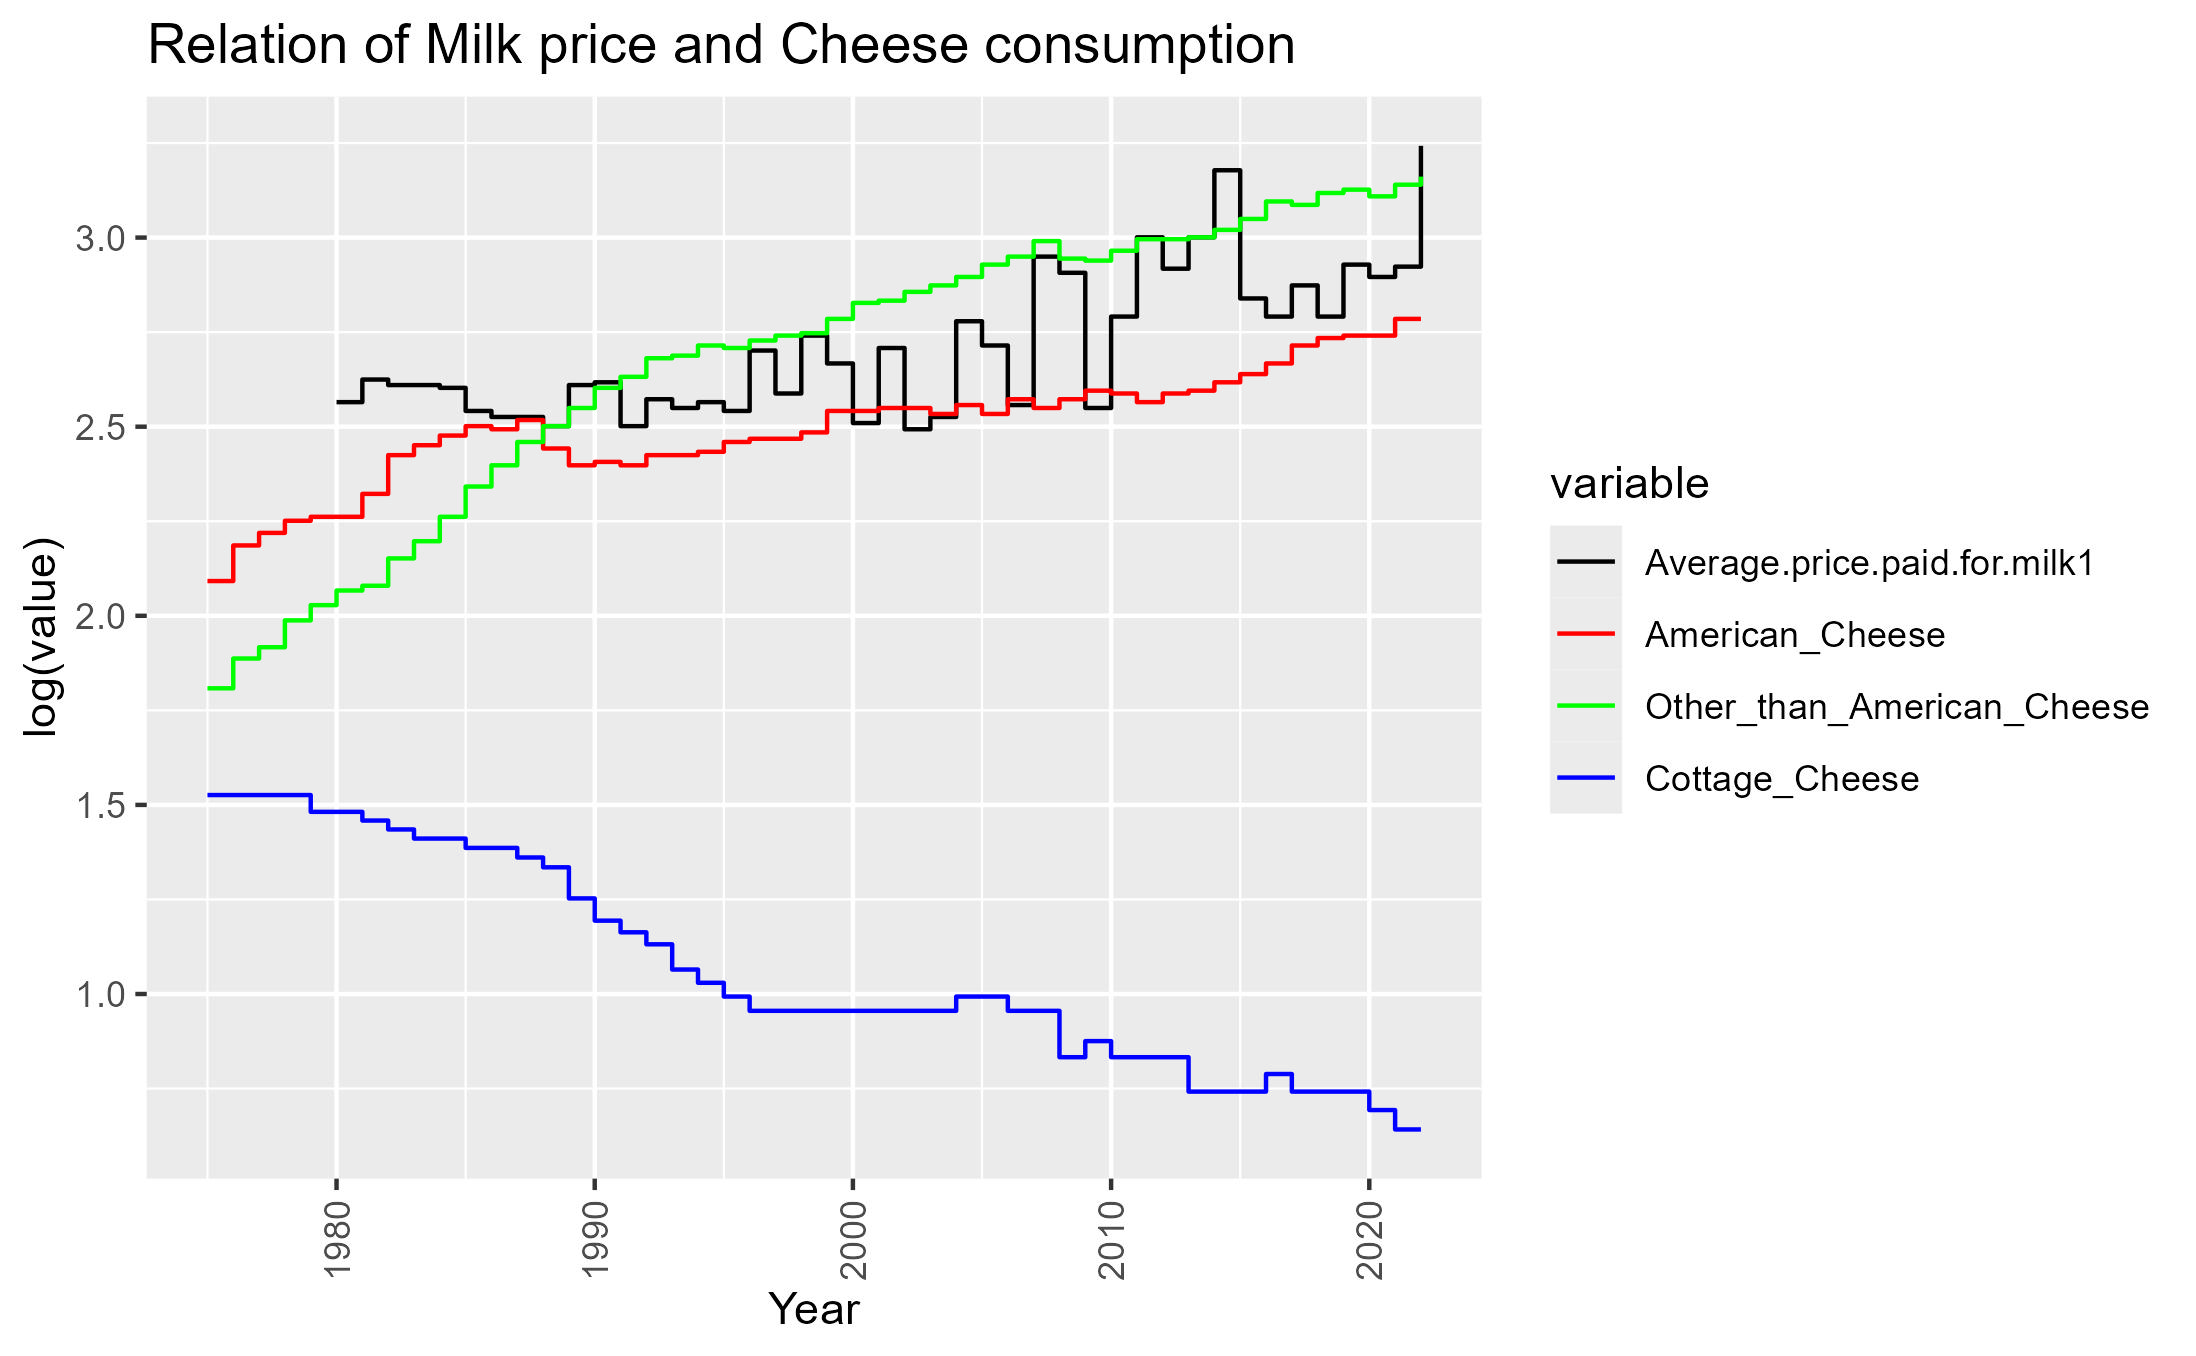 Relation of Milk price and Cheese consumption
log(value)
3.0
2.5
2.0
1.5
1.0
1980
1990
2000
2010
2020
Year
variable
Average.price.paid.for.milk1
American_Cheese
Other_than_American_Cheese
Cottage_Cheese